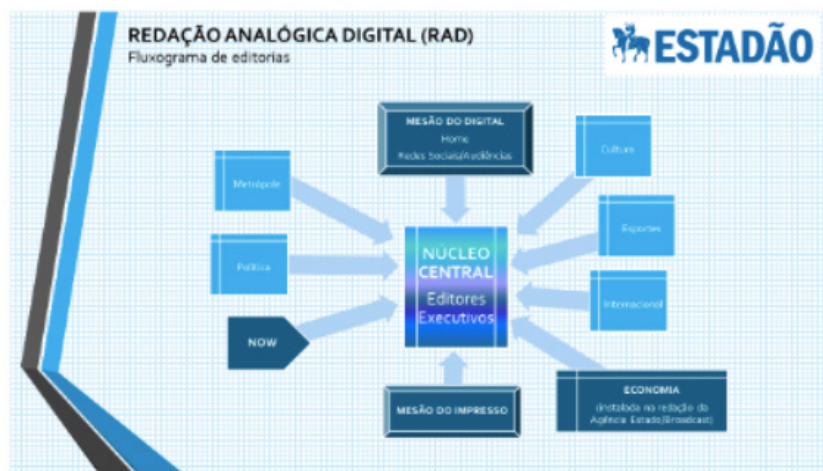 REDAÇÃO ANALÓGICA DIGITAL (RAD)
Fluxograma de editorias
ESTADÃO
MESÃO DO DIGITAL
Home
Redes Sociais/Audiências
Cultura
Metrópole
Esportes
NÚCLEO
CENTRAL
Editores
Executivos
Política
Internacional
NOW
MESÃO DO IMPRESSO
ECONOMIA
(instalada na redação da
Agência Estado/Broadcast)